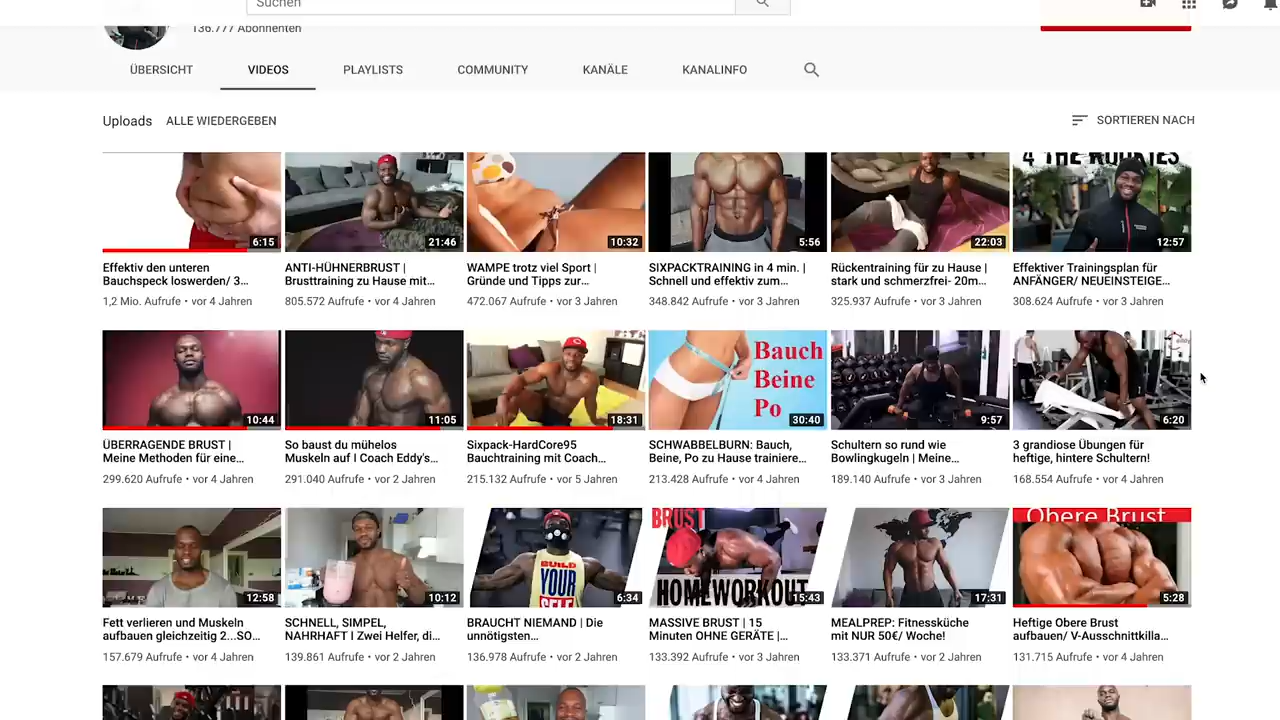 Suchen
136.777 Abonnenten
ÜBERSICHT
VIDEOS
PLAYLISTS
COMMUNITY
KANÄLE
KANALINFO
Uploads
ALLE WIEDERGEBEN
SORTIEREN NACH
4 THE ROOKIES
6:15
21:46
10:32
5:56
22:03
12:57
Effektiv den unteren
Bauchspeck loswerden/ 3...
1,2 Mio. Aufrufe • vor 4 Jahren
ANTI-HÜHNERBRUST |
Brusttraining zu Hause mit...
805.572 Aufrufe • vor 4 Jahren
WAMPE trotz viel Sport |
Gründe und Tipps zur...
472.067 Aufrufe • vor 3 Jahren
SIXPACKTRAINING in 4 min. |
Schnell und effektiv zum...
348.842 Aufrufe • vor 3 Jahren
Rückentraining für zu Hause |
stark und schmerzfrei- 20m...
325.937 Aufrufe • vor 3 Jahren
Effektiver Trainingsplan für
ANFÄNGER/ NEUEINSTEIGE...
308.624 Aufrufe • vor 3 Jahren
Bauch
Beine
Po
10:44
11:05
18:31
30:40
9:57
6:20
ÜBERRAGENDE BRUST |
Meine Methoden für eine...
299.620 Aufrufe • vor 4 Jahren
So baust du mühelos
Muskeln auf I Coach Eddy's...
291.040 Aufrufe • vor 2 Jahren
Sixpack-HardCore95
Bauchtraining mit Coach...
215.132 Aufrufe • vor 5 Jahren
SCHWABBELBURN: Bauch,
Beine, Po zu Hause trainiere...
213.428 Aufrufe • vor 4 Jahren
Schultern so rund wie
Bowlingkugeln | Meine...
189.140 Aufrufe • vor 3 Jahren
3 grandiose Übungen für
heftige, hintere Schultern!
168.554 Aufrufe • vor 4 Jahren
BUILD
YOUR
SELF
BRUST
HOMEWORKOUT
Obere Brust
12:58
10:12
6:34
15:43
17:31
5:28
Fett verlieren und Muskeln
aufbauen gleichzeitig 2...SO...
157.679 Aufrufe • vor 4 Jahren
SCHNELL, SIMPEL,
NAHRHAFT I Zwei Helfer, di...
139.861 Aufrufe • vor 2 Jahren
BRAUCHT NIEMAND | Die
unnötigsten...
136.978 Aufrufe • vor 2 Jahren
MASSIVE BRUST | 15
Minuten OHNE GERÄTE |...
133.392 Aufrufe • vor 3 Jahren
MEALPREP: Fitnessküche
mit NUR 50€/ Woche!
133.371 Aufrufe • vor 2 Jahren
Heftige Obere Brust
aufbauen/ V-Ausschnittkilla...
131.715 Aufrufe • vor 4 Jahren